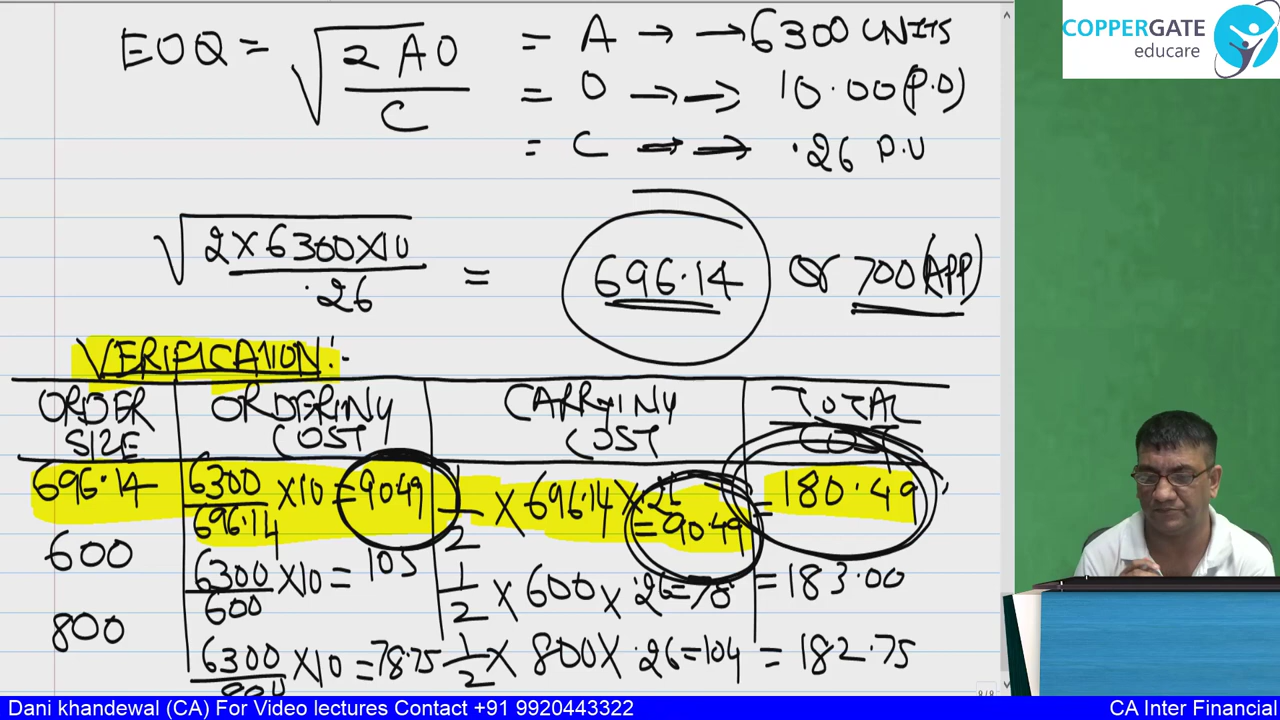 EOQ = √ 2 A O / C = A → → 6300 UNITS
= O → → 10.00 (P.O)
= C → → .26 P.U
√ 2 X 6300 X 10 / .26 = 696.14 or 700 (APP)
VERIFICATION:-
ORDER SIZE ORDERING COST CARRYING COST TOTAL COST
696.14 6300/696.14 X 10 = 90.49 1/2 X 696.14 X .26 = 90.49 = 180.49
600 6300/600 X 10 = 105 1/2 X 600 X .26 = 78 = 183.00
800 6300/800 X 10 = 78.75 1/2 X 800 X .26 = 104 = 182.75
COPPERGATE
educare
Dani khandewal (CA) For Video lectures Contact +91 9920443322 CA Inter Financial